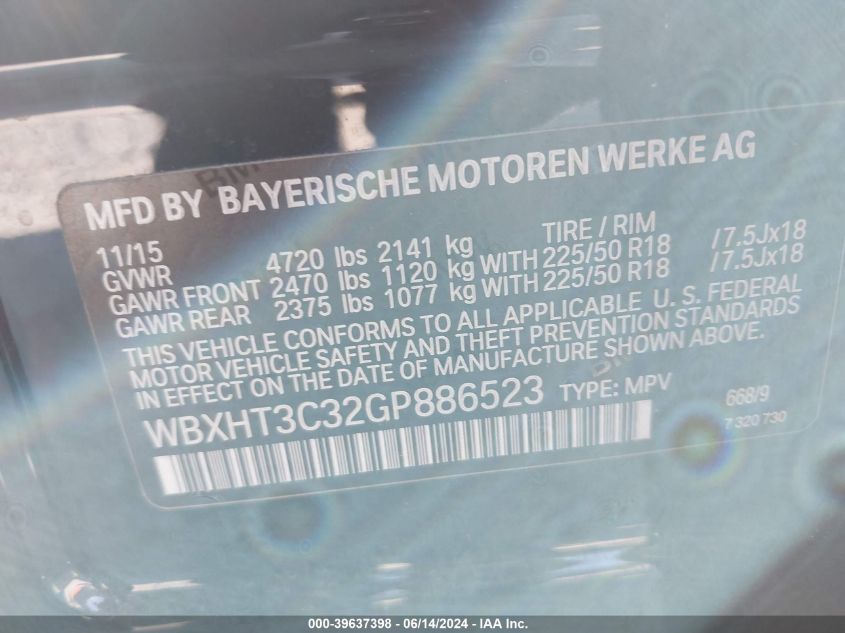 MFD BY BAYERISCHE MOTOREN WERKE AG
11/15 TIRE / RIM
GVWR 4720 lbs 2141 kg
GAWR FRONT 2470 lbs 1120 kg WITH 225/50 R18 /7.5Jx18
GAWR REAR 2375 lbs 1077 kg WITH 225/50 R18 /7.5Jx18
THIS VEHICLE CONFORMS TO ALL APPLICABLE U. S. FEDERAL
MOTOR VEHICLE SAFETY AND THEFT PREVENTION STANDARDS
IN EFFECT ON THE DATE OF MANUFACTURE SHOWN ABOVE.
WBXHT3C32GP886523 TYPE: MPV 668/9
7 320 730
000-39637398 - 06/14/2024 - IAA Inc.